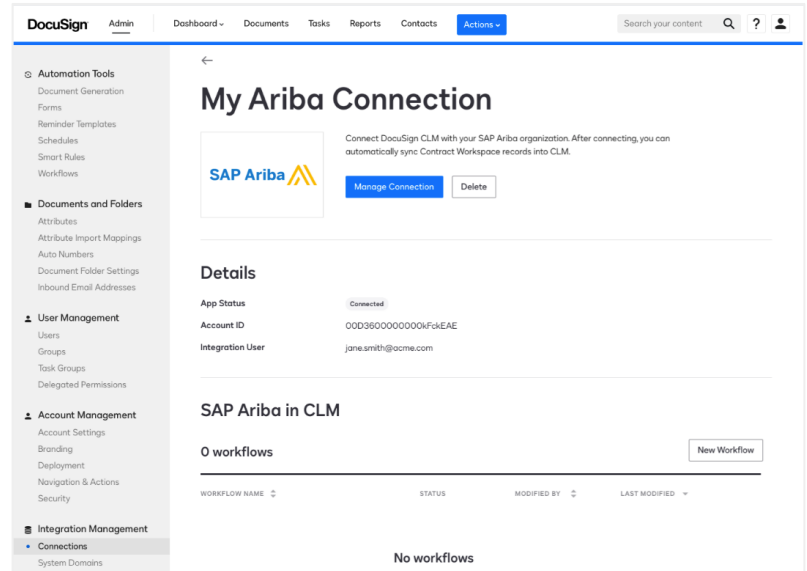 DocuSign Admin Dashboard Documents Tasks Reports Contacts Actions Search your content ?
Automation Tools
Document Generation
Forms
Reminder Templates
Schedules
Smart Rules
Workflows
Documents and Folders
Attributes
Attribute Import Mappings
Auto Numbers
Document Folder Settings
Inbound Email Addresses
User Management
Users
Groups
Task Groups
Delegated Permissions
Account Management
Account Settings
Branding
Deployment
Navigation & Actions
Security
Integration Management
Connections
System Domains
My Ariba Connection
SAP Ariba
Connect DocuSign CLM with your SAP Ariba organization. After connecting, you can
automatically sync Contract Workspace records into CLM.
Manage Connection Delete
Details
App Status Connected
Account ID 00D3600000000kFckEAE
Integration User jane.smith@acme.com
SAP Ariba in CLM
0 workflows New Workflow
WORKFLOW NAME STATUS MODIFIED BY LAST MODIFIED
No workflows